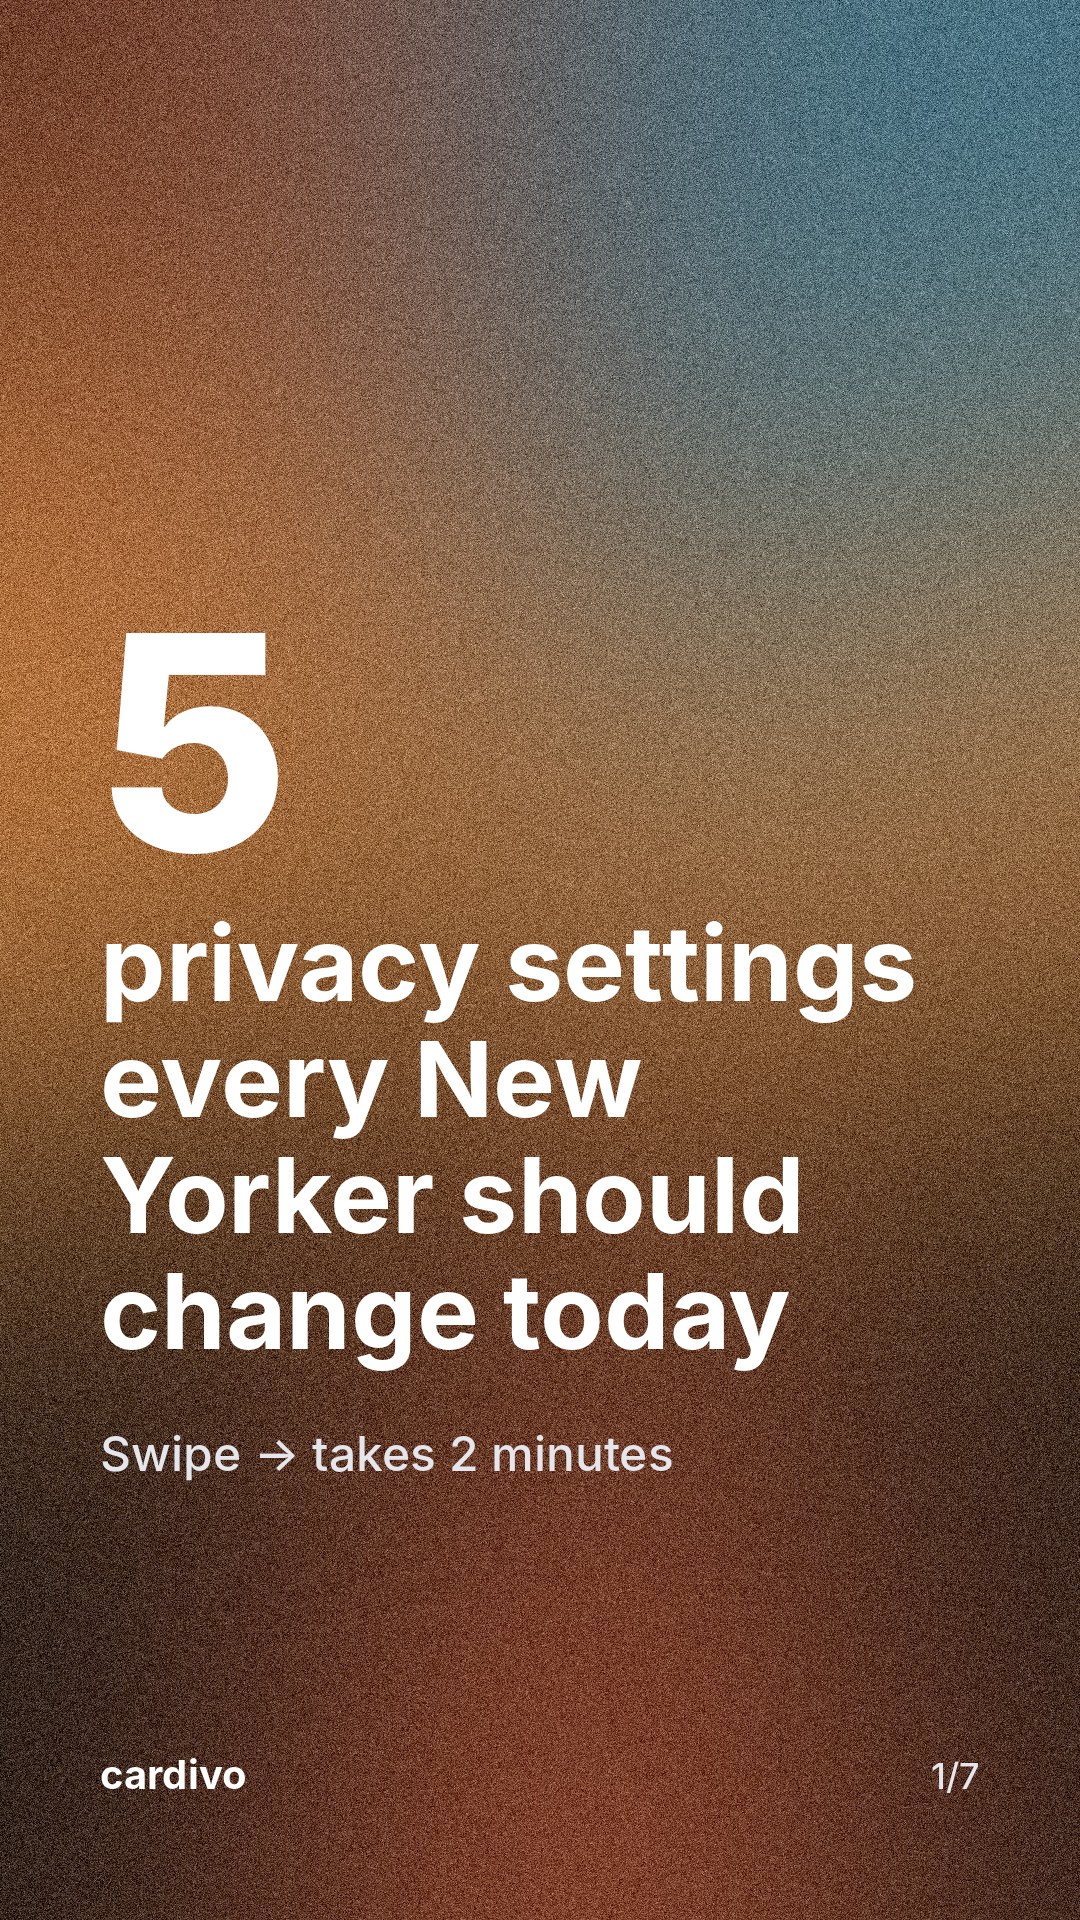 5
privacy settings
every New
Yorker should
change today
Swipe → takes 2 minutes
cardivo
1/7